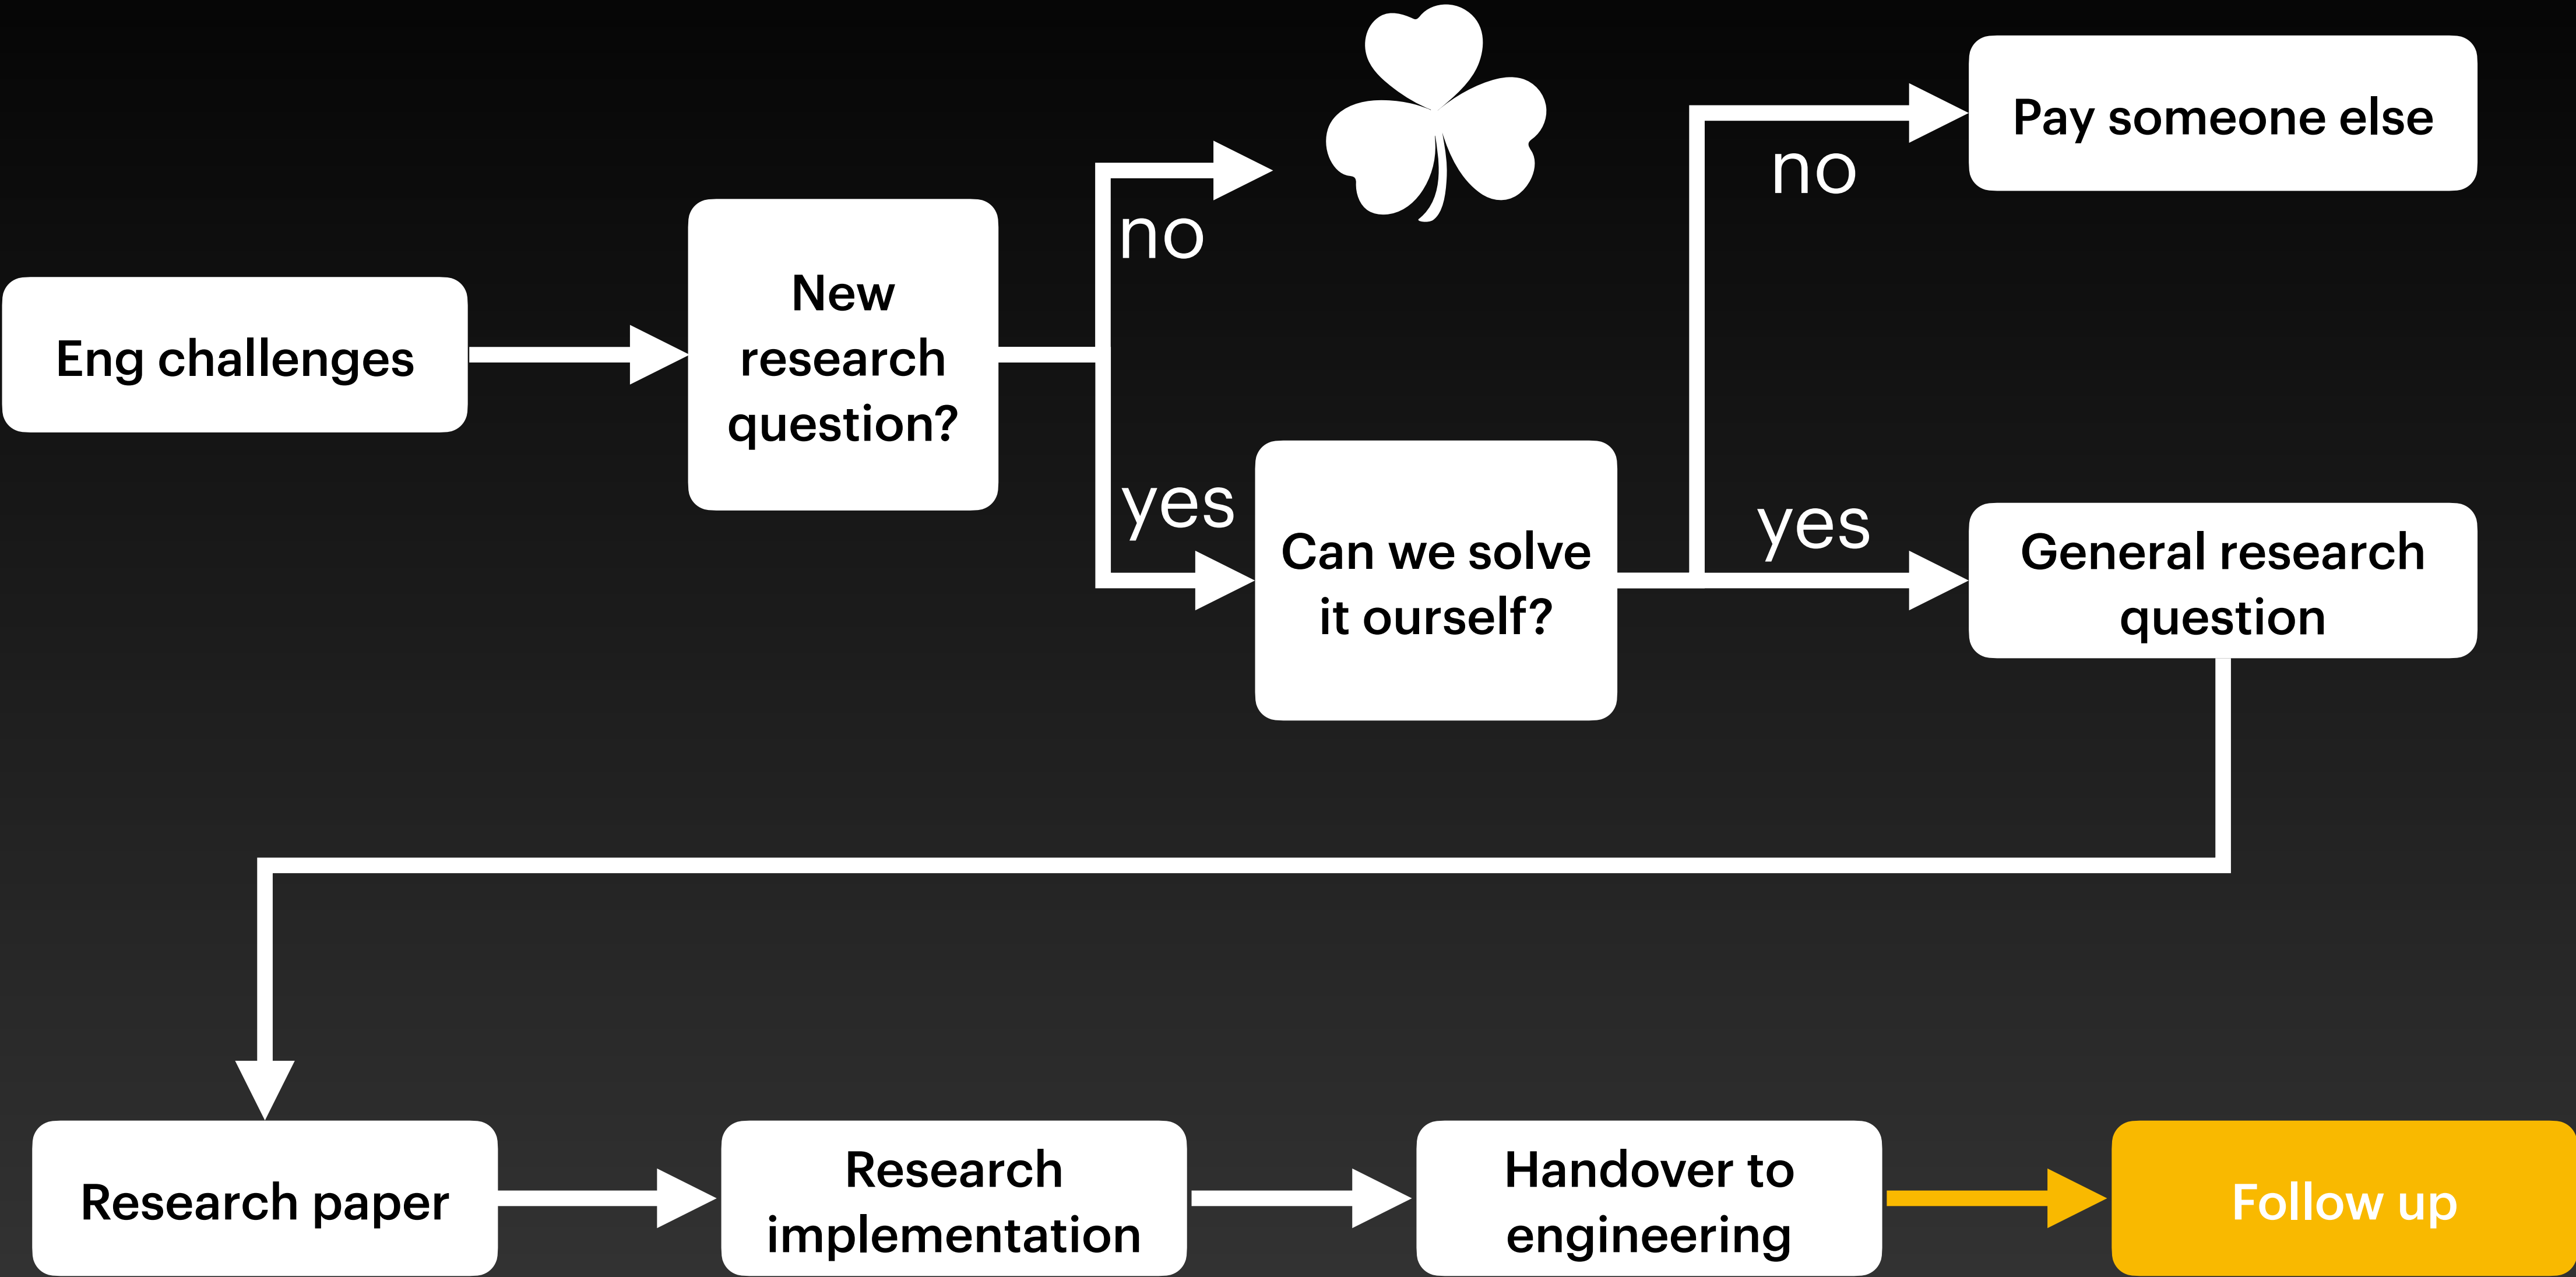 Eng challenges
New
research
question?
no
yes
Can we solve
it ourself?
no
Pay someone else
yes
General research
question
Research paper
Research
implementation
Handover to
engineering
Follow up